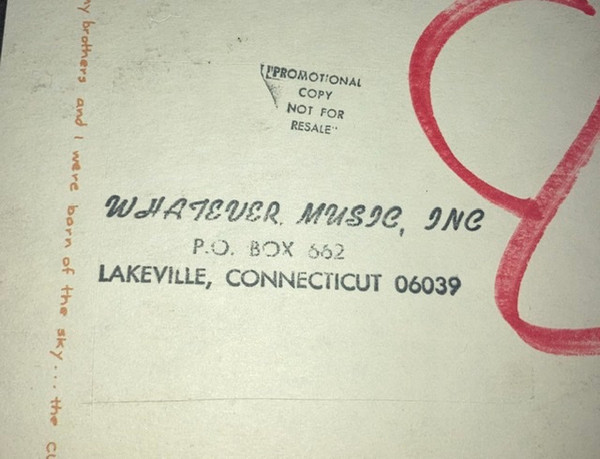 "PROMOTIONAL
COPY
NOT FOR
RESALE"
WHATEVER MUSIC, INC
P.O. BOX 662
LAKEVILLE, CONNECTICUT 06039
my brothers and I were born of the sky... the